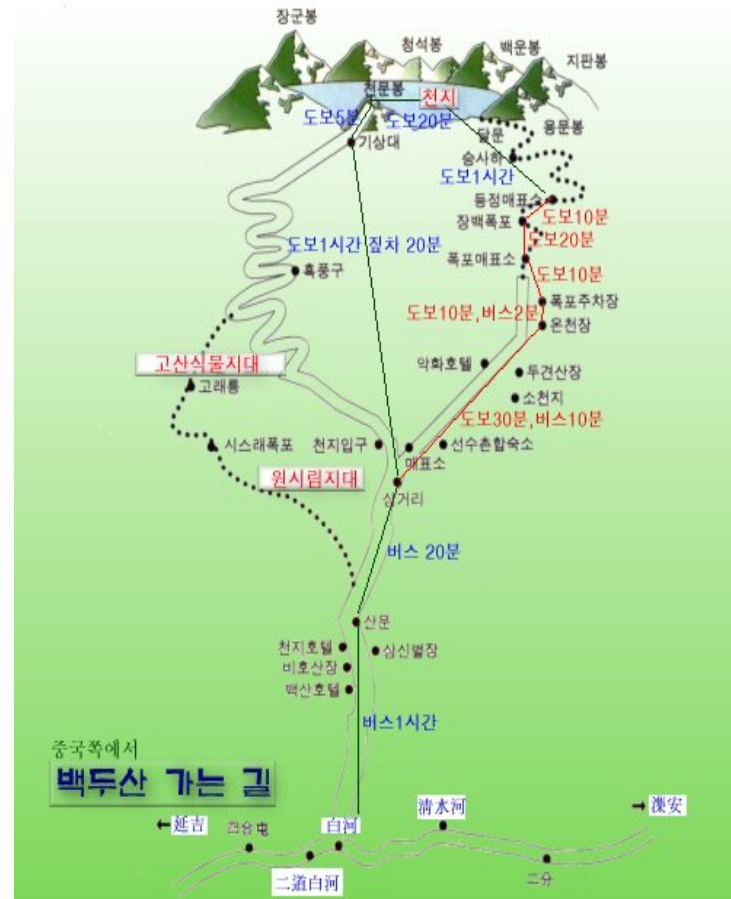 장군봉
청석봉
백문봉
지판봉
천문봉
천지
도보5분
도보20분
달문
용문봉
기상대
승사하
도보1시간
등정매표소
도보10분
장백폭포
도보20분
도보1시간 짚차 20분
폭포매표소
흑풍구
도보10분
폭포주차장
도보10분,버스2분
온천장
고산식물지대
악화호텔
두견산장
고래릉
소천지
도보30분,버스10분
시스래폭포
천지입구
매표소
선수촌합숙소
원시림지대
삼거리
버스 20분
산문
천지호텔
삼신별장
비호산장
백산호텔
버스1시간
중국쪽에서
백두산 가는 길
延吉
白河
清水河
二道白河
二分